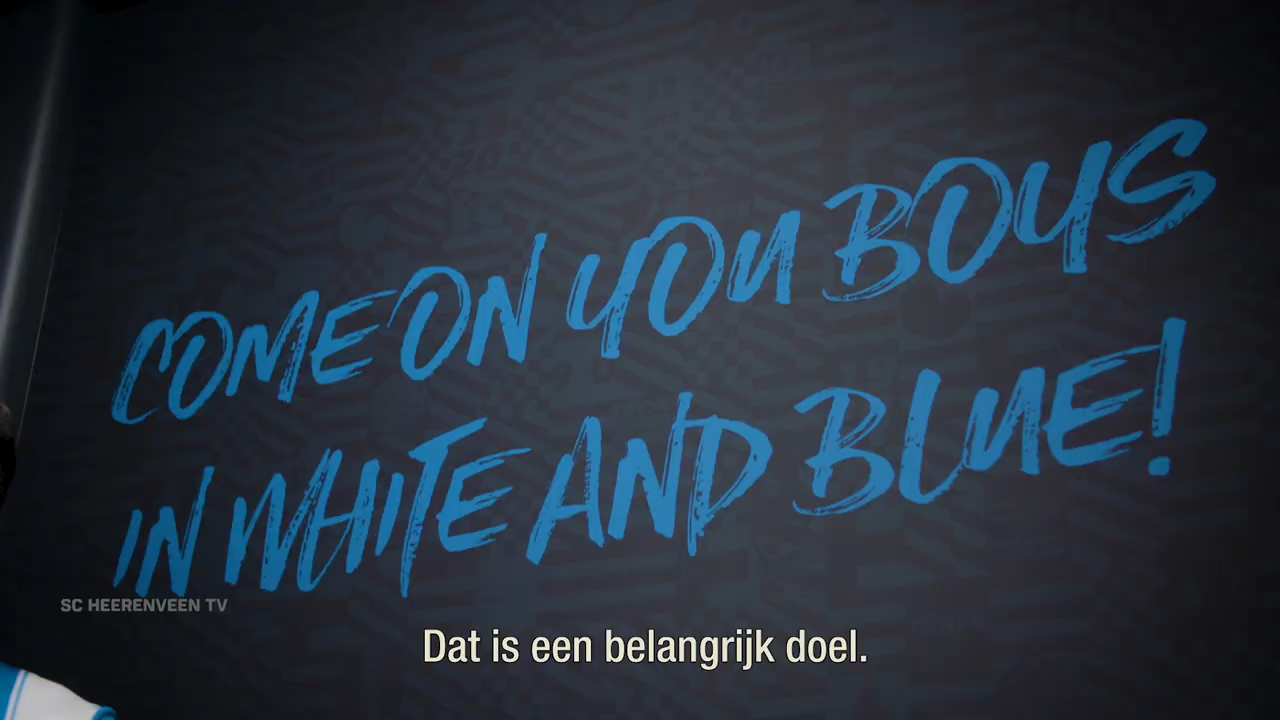 COME ON YOU BOYS
IN WHITE AND BLUE!
SC HEERENVEEN TV
Dat is een belangrijk doel.